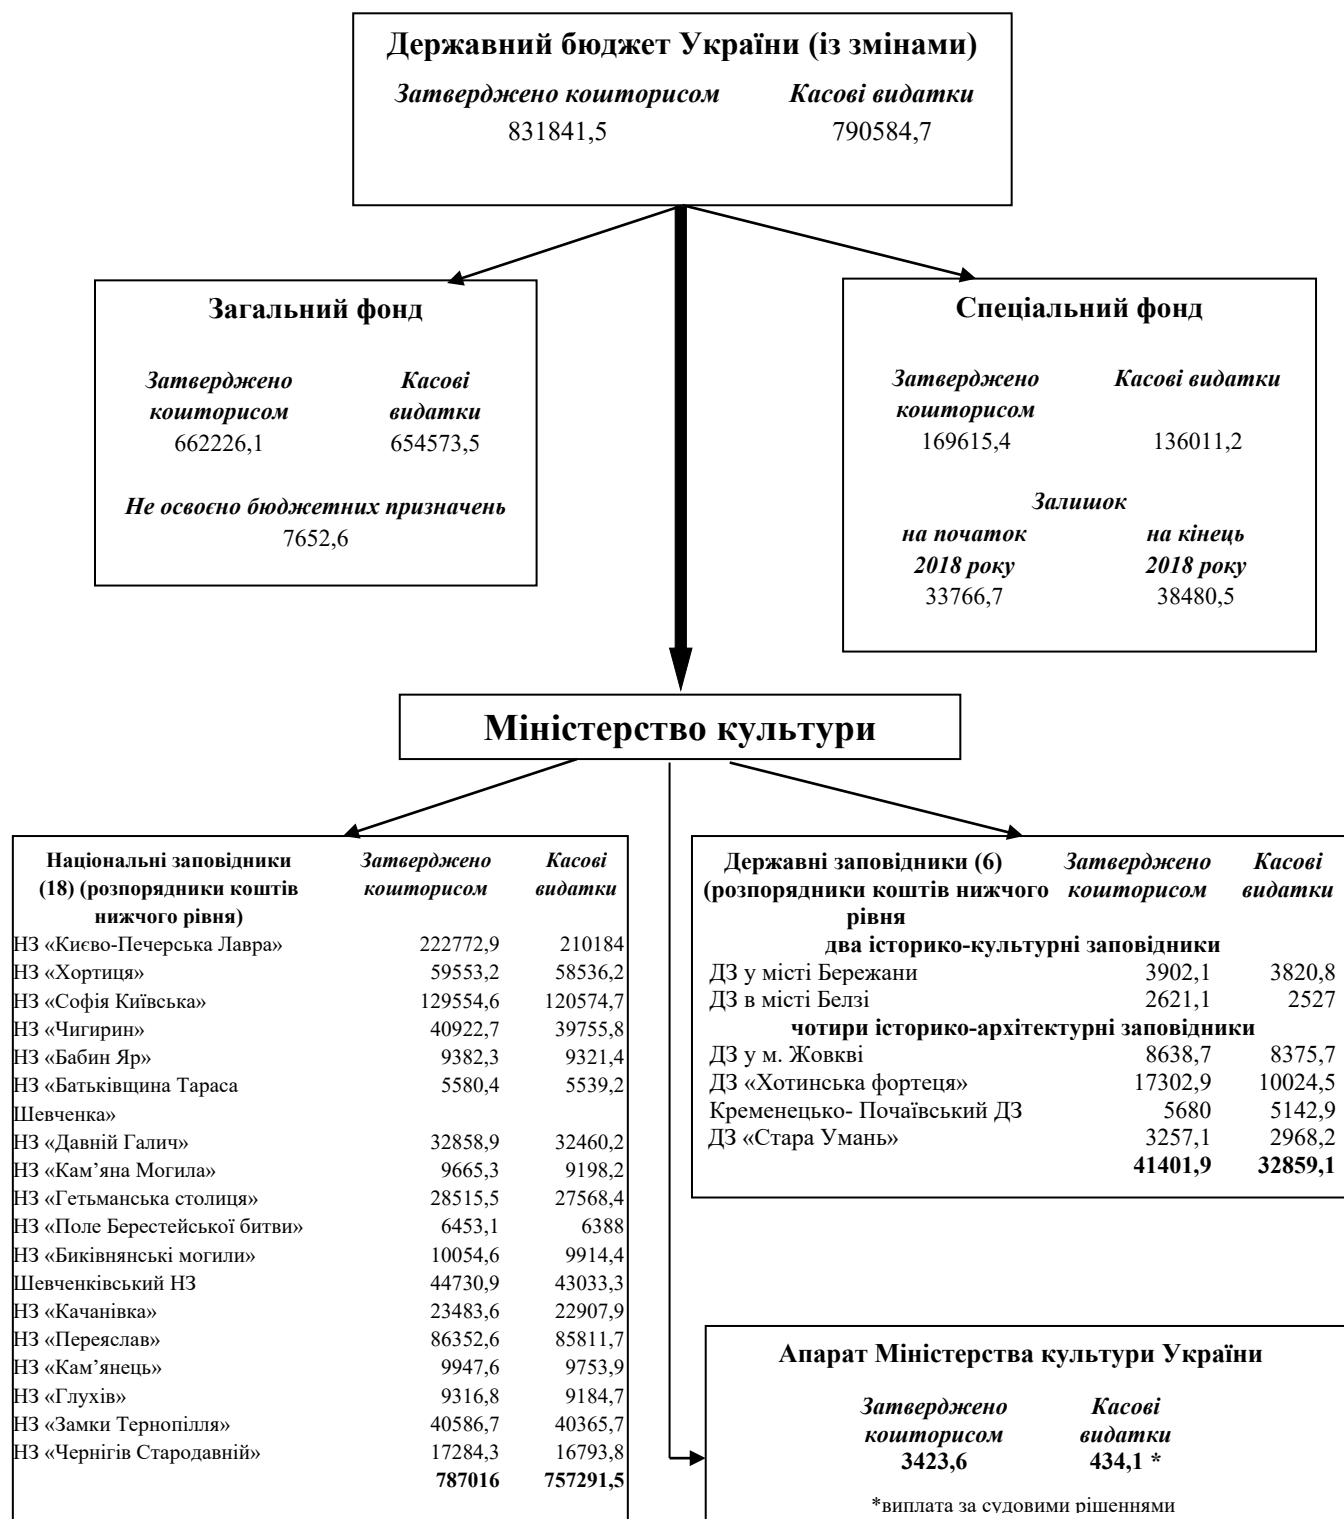 Державний бюджет України (із змінами)
Затверджено кошторисом Касові видатки
831841,5 790584,7
Загальний фонд
Затверджено Касові
кошторисом видатки
662226,1 654573,5
Не освоєно бюджетних призначень
7652,6
Спеціальний фонд
Затверджено Касові видатки
кошторисом
169615,4 136011,2
Залишок
на початок на кінець
2018 року 2018 року
33766,7 38480,5
Міністерство культури
Національні заповідники Затверджено Касові
(18) (розпорядники коштів кошторисом видатки
нижчого рівня)
НЗ «Києво-Печерська Лавра» 222772,9 210184
НЗ «Хортиця» 59553,2 58536,2
НЗ «Софія Київська» 129554,6 120574,7
НЗ «Чигирин» 40922,7 39755,8
НЗ «Бабин Яр» 9382,3 9321,4
НЗ «Батьківщина Тараса 5580,4 5539,2
Шевченка»
НЗ «Давній Галич» 32858,9 32460,2
НЗ «Кам’яна Могила» 9665,3 9198,2
НЗ «Гетьманська столиця» 28515,5 27568,4
НЗ «Поле Берестейської битви» 6453,1 6388
НЗ «Биківнянські могили» 10054,6 9914,4
Шевченківський НЗ 44730,9 43033,3
НЗ «Качанівка» 23483,6 22907,9
НЗ «Переяслав» 86352,6 85811,7
НЗ «Кам’янець» 9947,6 9753,9
НЗ «Глухів» 9316,8 9184,7
НЗ «Замки Тернопілля» 40586,7 40365,7
НЗ «Чернігів Стародавній» 17284,3 16793,8
787016 757291,5
Державні заповідники (6) Затверджено Касові
(розпорядники коштів нижчого кошторисом видатки
рівня
два історико-культурні заповідники
ДЗ у місті Бережани 3902,1 3820,8
ДЗ в місті Белзі 2621,1 2527
чотири історико-архітектурні заповідники
ДЗ у м. Жовкві 8638,7 8375,7
ДЗ «Хотинська фортеця» 17302,9 10024,5
Кременецько- Почаївський ДЗ 5680 5142,9
ДЗ «Стара Умань» 3257,1 2968,2
41401,9 32859,1
Апарат Міністерства культури України
Затверджено Касові
кошторисом видатки
3423,6 434,1 *
*виплата за судовими рішеннями